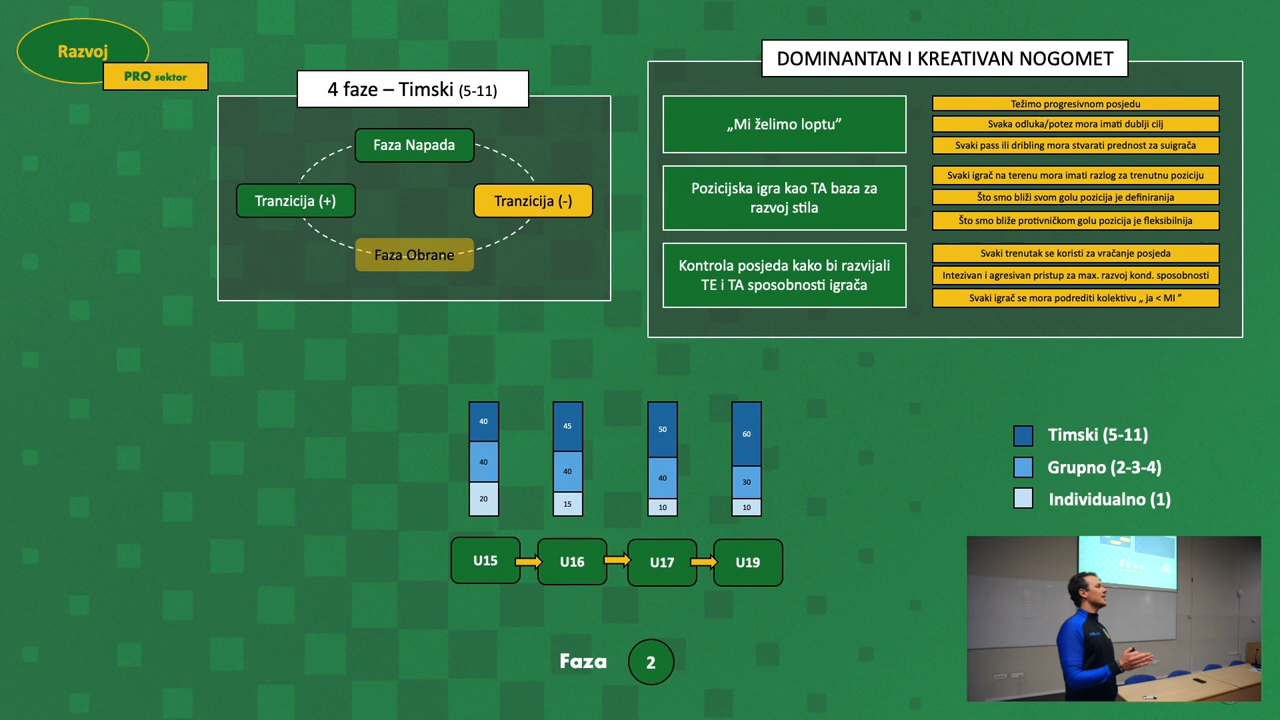 Razvoj
PRO sektor
4 faze – Timski (5-11)
Faza Napada
Tranzicija (+)
Tranzicija (-)
Faza Obrane
DOMINANTAN I KREATIVAN NOGOMET
„Mi želimo loptu”
Težimo progresivnom posjedu
Svaka odluka/potez mora imati dublji cilj
Svaki pass ili dribling mora stvarati prednost za suigrača
Pozicijska igra kao TA baza za
razvoj stila
Svaki igrač na terenu mora imati razlog za trenutnu poziciju
Što smo bliži svom golu pozicija je definiranija
Što smo bliže protivničkom golu pozicija je fleksibilnija
Kontrola posjeda kako bi razvijali
TE i TA sposobnosti igrača
Svaki trenutak se koristi za vračanje posjeda
Intezivan i agresivan pristup za max. razvoj kond. sposobnosti
Svaki igrač se mora podrediti kolektivu „ ja < MI ”
40 45 50 60
40 40 40 30
20 15 10 10
U15 U16 U17 U19
Timski (5-11)
Grupno (2-3-4)
Individualno (1)
Faza 2